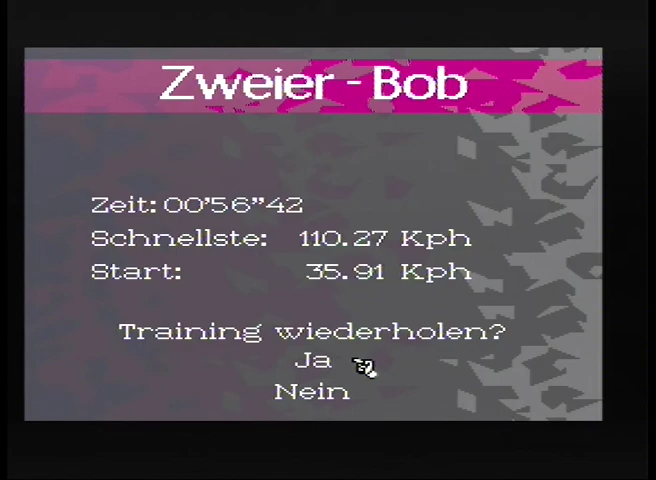 Zweier-Bob
Zeit: 00'56"42
Schnellste: 110.27 Kph
Start: 35.91 Kph
Training wiederholen?
Ja
Nein